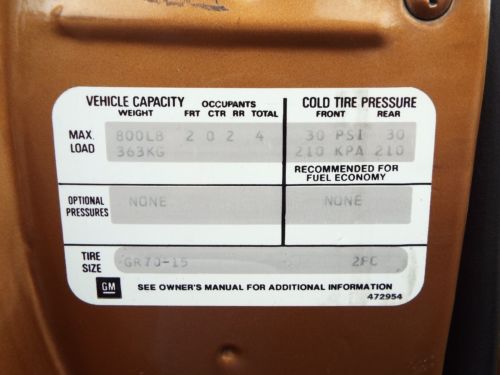 VEHICLE CAPACITY COLD TIRE PRESSURE
WEIGHT OCCUPANTS FRT CTR RR TOTAL FRONT REAR
MAX. LOAD 800LB 2 0 2 4 30 PSI 30
363KG 210 KPA 210
RECOMMENDED FOR
FUEL ECONOMY
OPTIONAL PRESSURES NONE NONE
TIRE SIZE GR70-15 2FC
GM SEE OWNER'S MANUAL FOR ADDITIONAL INFORMATION
472954